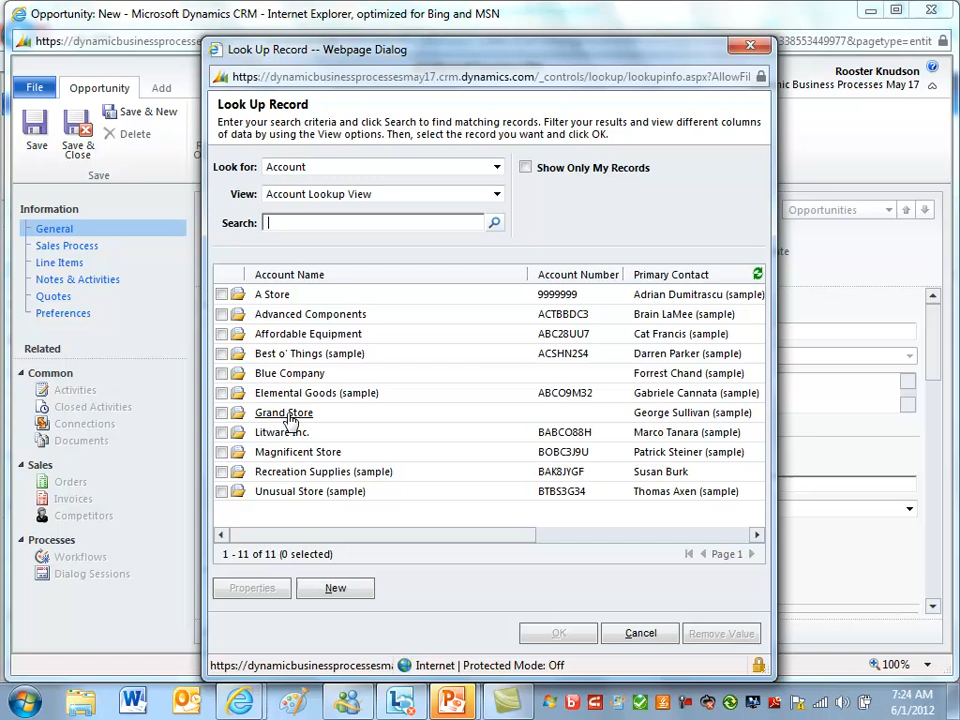 Opportunity: New - Microsoft Dynamics CRM - Internet Explorer, optimized for Bing and MSN
https://dynamicbusinessproces
338553449977&pagetype=entit
Look Up Record -- Webpage Dialog
https://dynamicbusinessprocessesmay17.crm.dynamics.com/_controls/lookup/lookupinfo.aspx?AllowFil
File
Opportunity
Add
Rooster Knudson
ic Business Processes May 17
Save
Save & Close
Save & New
Delete
Save
Look Up Record
Enter your search criteria and click Search to find matching records. Filter your results and view different columns
of data by using the View options. Then, select the record you want and click OK.
Look for: Account
Show Only My Records
View: Account Lookup View
Search:
Opportunities
Information
General
Sales Process
Line Items
Notes & Activities
Quotes
Preferences
Related
Common
Activities
Closed Activities
Connections
Documents
Sales
Orders
Invoices
Competitors
Processes
Workflows
Dialog Sessions
Account Name Account Number Primary Contact
A Store 9999999 Adrian Dumitrascu (sample)
Advanced Components ACTBBDC3 Brain LaMee (sample)
Affordable Equipment ABC28UU7 Cat Francis (sample)
Best o' Things (sample) ACSHN2S4 Darren Parker (sample)
Blue Company Forrest Chand (sample)
Elemental Goods (sample) ABCO9M32 Gabriele Cannata (sample)
Grand Store George Sullivan (sample)
Litware Inc. BABCO88H Marco Tanara (sample)
Magnificent Store BOBC3J9U Patrick Steiner (sample)
Recreation Supplies (sample) BAK8JYGF Susan Burk
Unusual Store (sample) BTBS3G34 Thomas Axen (sample)
1 - 11 of 11 (0 selected)
Page 1
Properties
New
OK
Cancel
Remove Value
https://dynamicbusinessprocessesm
Internet | Protected Mode: Off
100%
7:24 AM
6/1/2012